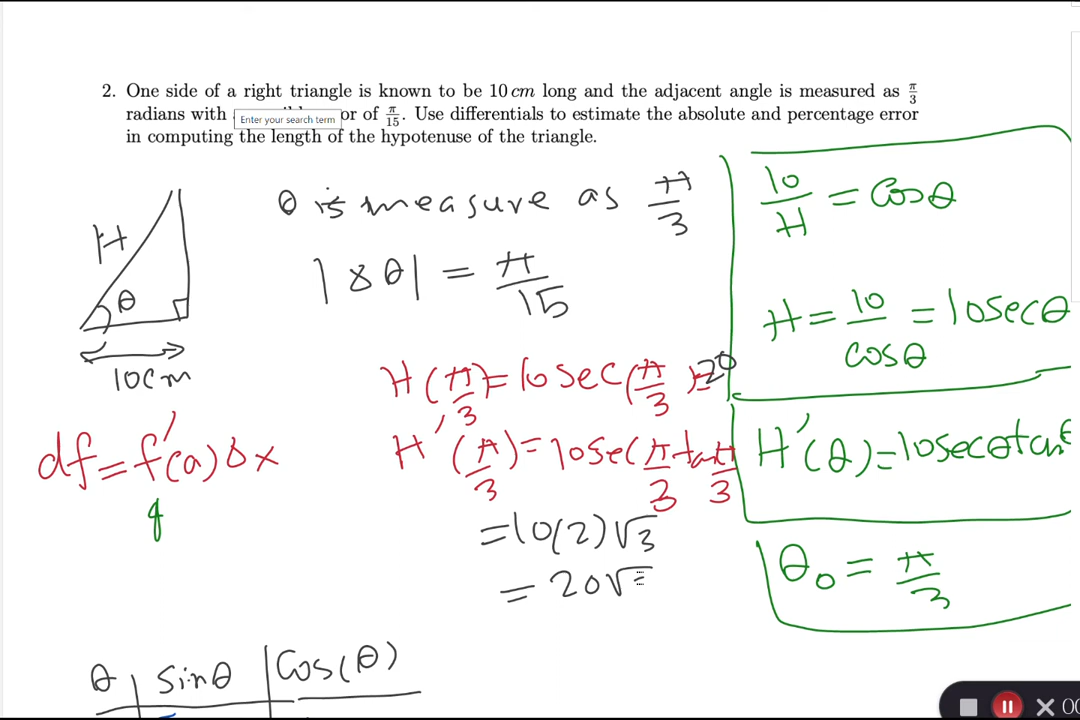 2. One side of a right triangle is known to be 10 cm long and the adjacent angle is measured as π/3
radians with or of π/15. Use differentials to estimate the absolute and percentage error
Enter your search term
in computing the length of the hypotenuse of the triangle.
θ is measure as π/3
|δθ| = π/15
H
θ
10cm
10/H = cosθ
H = 10/cosθ = 10secθ
H(π/3) = 10sec(π/3) = 20
H'(π/3) = 10sec π/3 tan π/3
= 10(2)√3
= 20√
df = f'(a)δx
H'(θ) = 10secθtanθ
θ₀ = π/3
θ | sinθ | cos(θ)